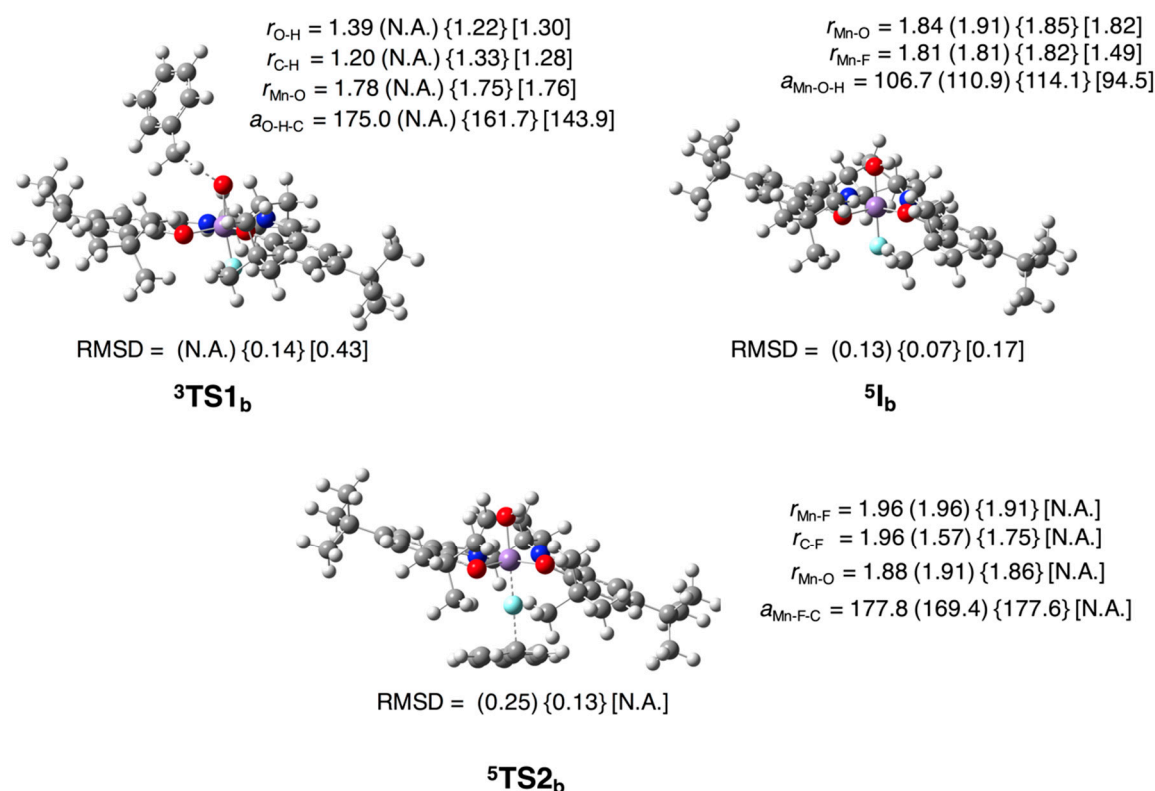 r_O-H = 1.39 (N.A.) {1.22} [1.30]
r_C-H = 1.20 (N.A.) {1.33} [1.28]
r_Mn-O = 1.78 (N.A.) {1.75} [1.76]
a_O-H-C = 175.0 (N.A.) {161.7} [143.9]
RMSD = (N.A.) {0.14} [0.43]
³TS1_b
r_Mn-O = 1.84 (1.91) {1.85} [1.82]
r_Mn-F = 1.81 (1.81) {1.82} [1.49]
a_Mn-O-H = 106.7 (110.9) {114.1} [94.5]
RMSD = (0.13) {0.07} [0.17]
⁵I_b
r_Mn-F = 1.96 (1.96) {1.91} [N.A.]
r_C-F = 1.96 (1.57) {1.75} [N.A.]
r_Mn-O = 1.88 (1.91) {1.86} [N.A.]
a_Mn-F-C = 177.8 (169.4) {177.6} [N.A.]
RMSD = (0.25) {0.13} [N.A.]
⁵TS2_b